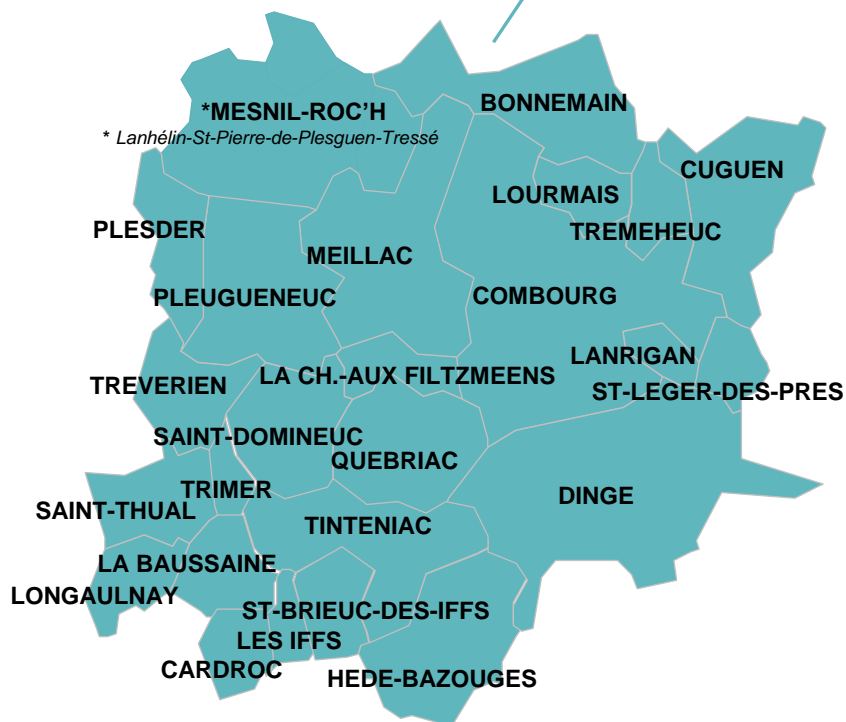 BONNEMAIN
*MESNIL-ROC'H
* Lanhélin-St-Pierre-de-Plesguen-Tressé
CUGUEN
LOURMAIS
PLESDER
TREMEHEUC
MEILLAC
PLEUGUENEUC
COMBOURG
LANRIGAN
LA CH.-AUX FILTZMEENS
TREVERIEN
ST-LEGER-DES-PRES
SAINT-DOMINEUC
QUEBRIAC
TRIMER
DINGE
SAINT-THUAL
TINTENIAC
LA BAUSSAINE
LONGAULNAY
ST-BRIEUC-DES-IFFS
LES IFFS
CARDROC
HEDE-BAZOUGES